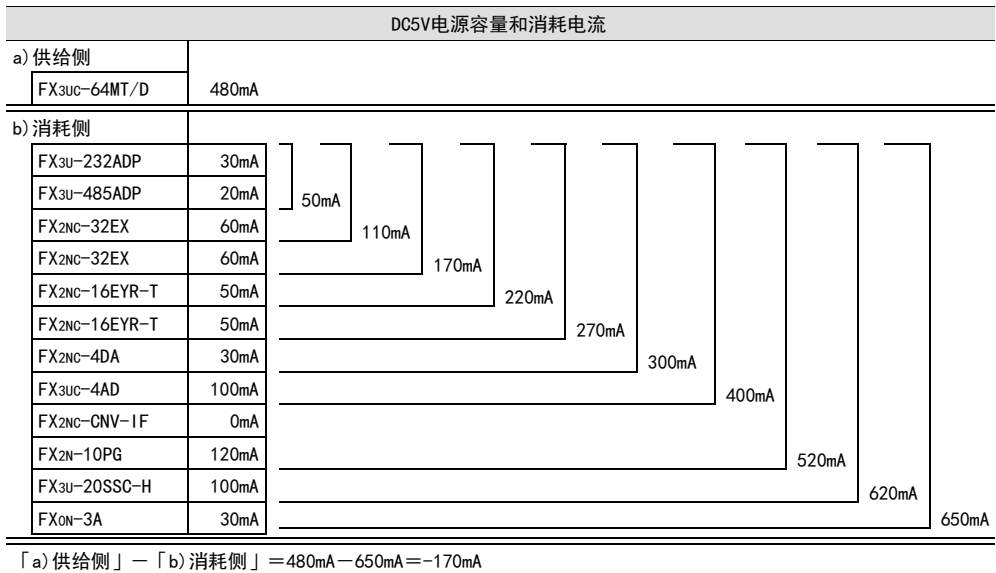 DC5V电源容量和消耗电流
a)供给侧
FX3UC-64MT/D 480mA
b)消耗侧
FX3U-232ADP 30mA
FX3U-485ADP 20mA 50mA
FX2NC-32EX 60mA 110mA
FX2NC-32EX 60mA 170mA
FX2NC-16EYR-T 50mA 220mA
FX2NC-16EYR-T 50mA 270mA
FX2NC-4DA 30mA 300mA
FX3UC-4AD 100mA 400mA
FX2NC-CNV-IF 0mA
FX2N-10PG 120mA 520mA
FX3U-20SSC-H 100mA 620mA
FX0N-3A 30mA 650mA
「a)供给侧」－「b)消耗侧」＝480mA－650mA＝-170mA